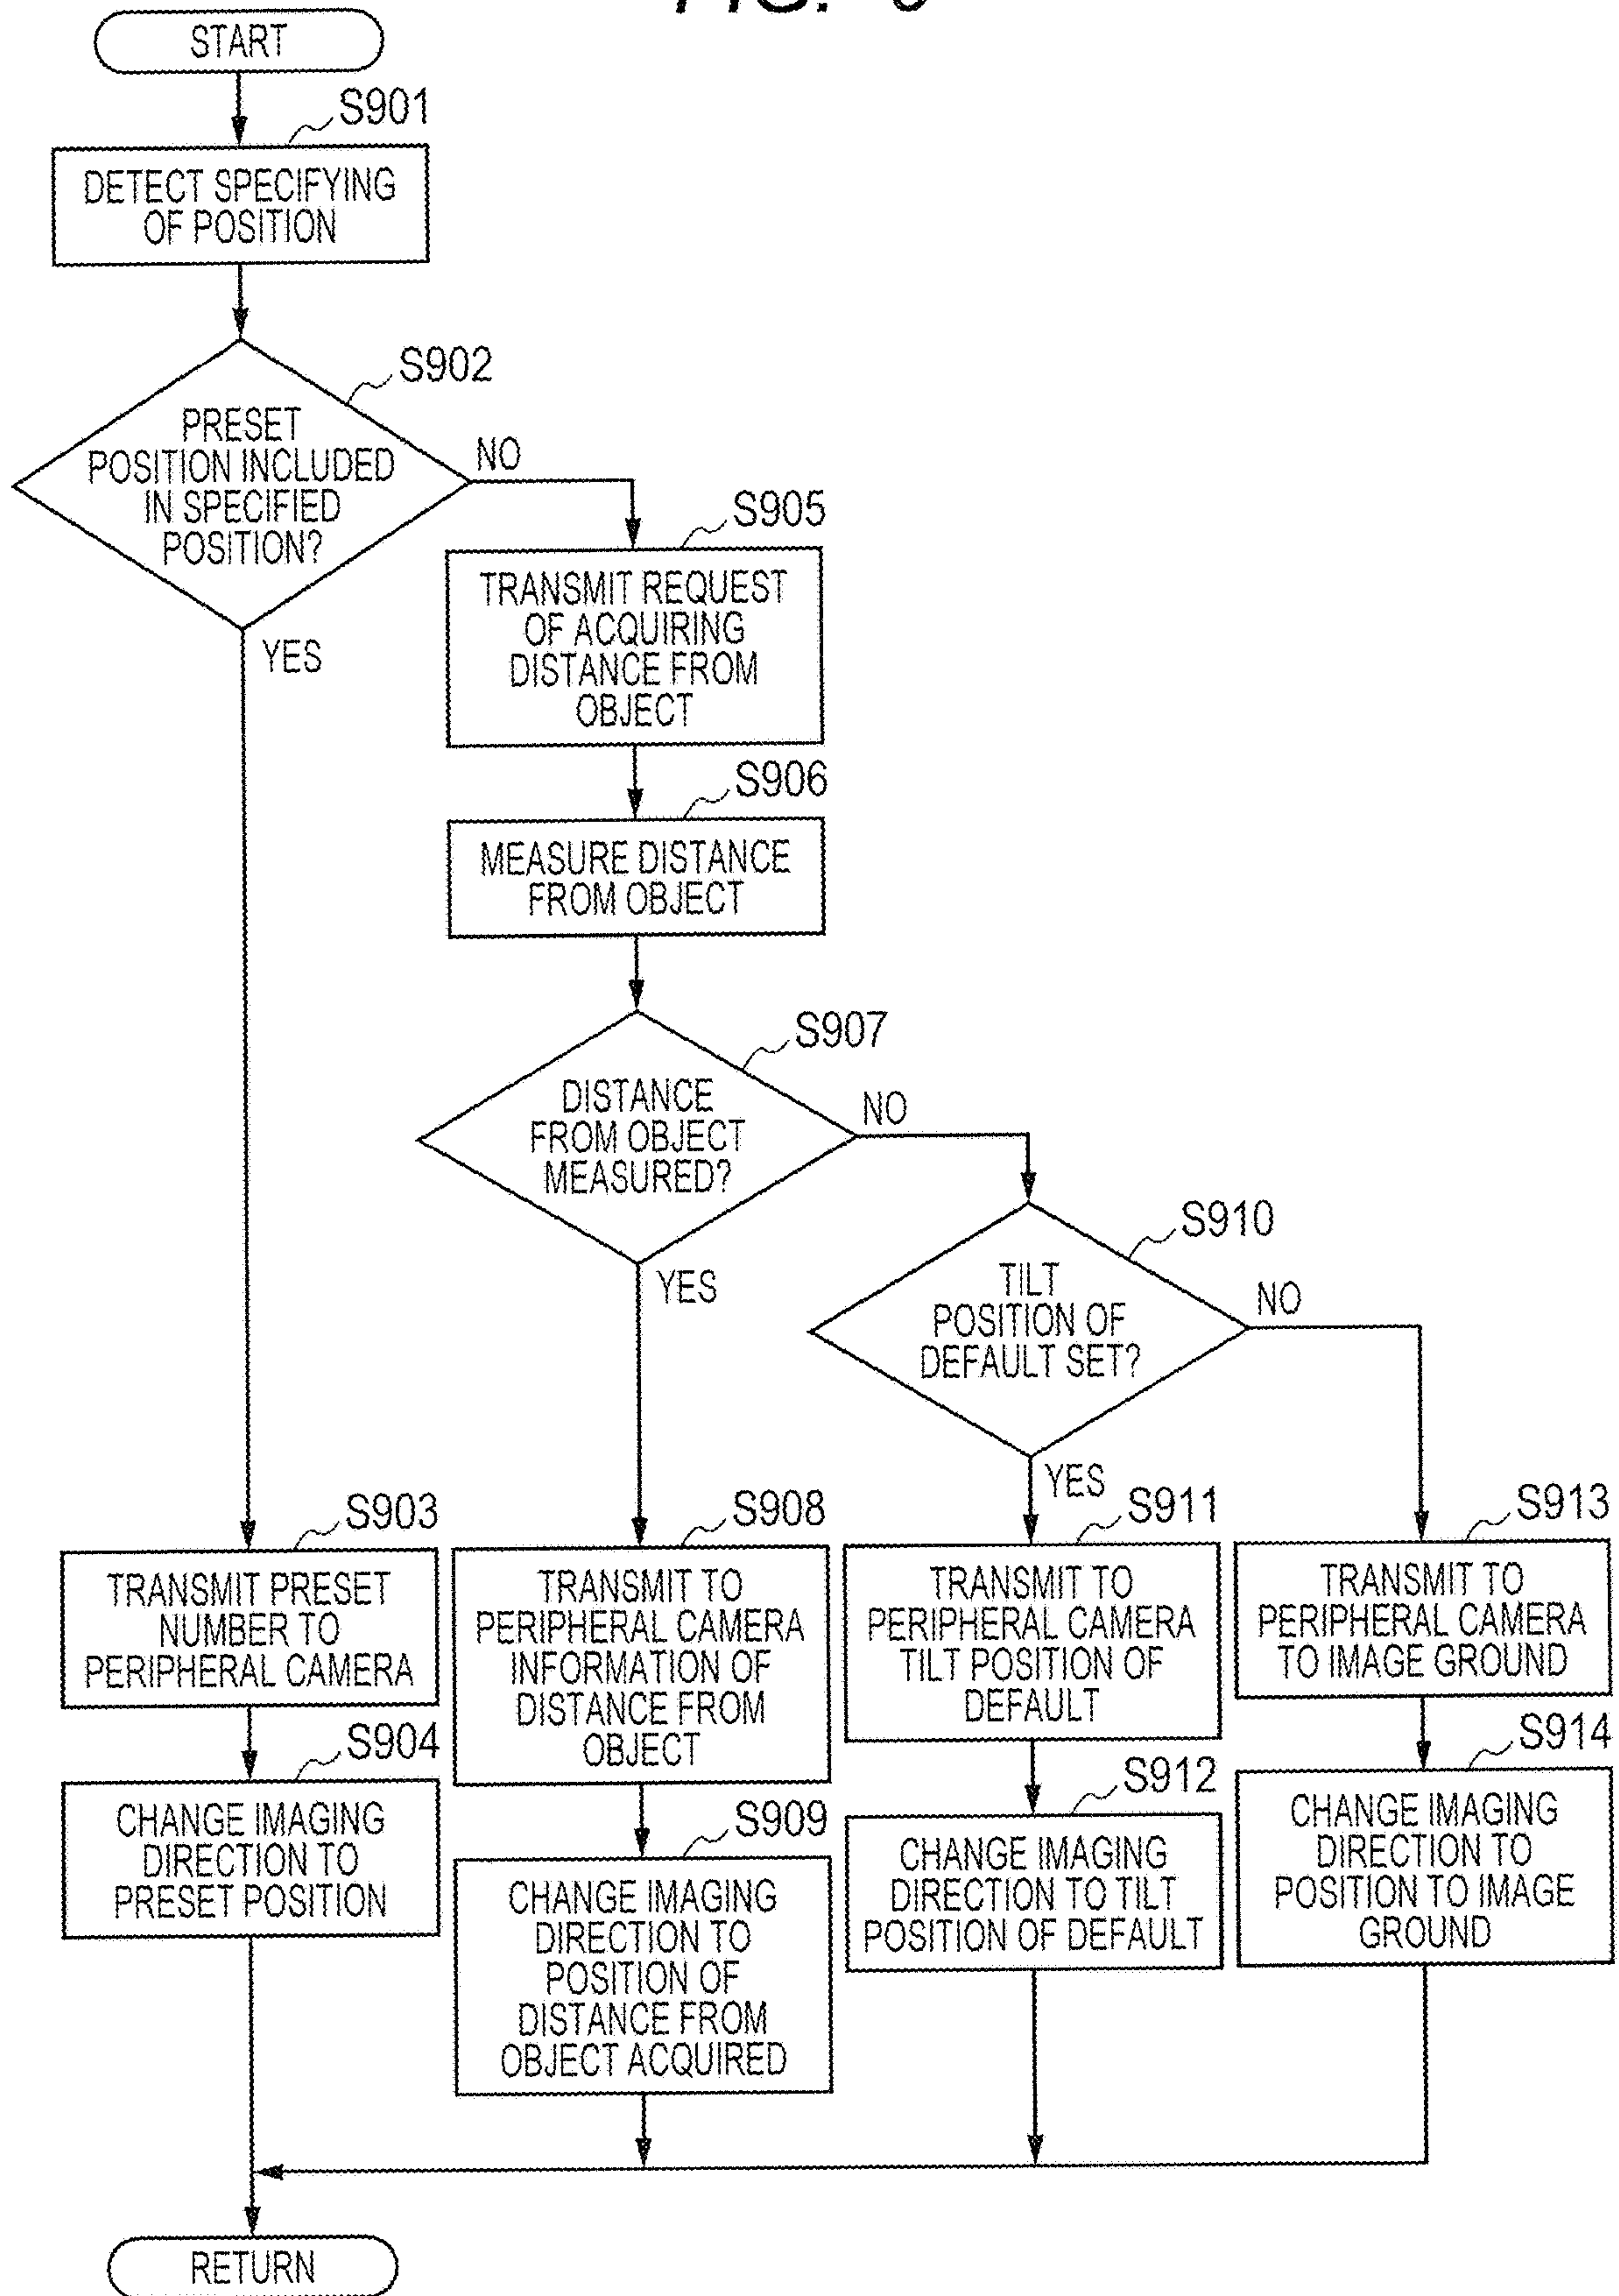 FIG. 9
START
S901
DETECT SPECIFYING
OF POSITION
S902
PRESET
POSITION INCLUDED
IN SPECIFIED
POSITION?
NO
YES
S905
TRANSMIT REQUEST
OF ACQUIRING
DISTANCE FROM
OBJECT
S906
MEASURE DISTANCE
FROM OBJECT
S907
DISTANCE
FROM OBJECT
MEASURED?
NO
YES
S910
TILT
POSITION OF
DEFAULT SET?
NO
YES
S903
TRANSMIT PRESET
NUMBER TO
PERIPHERAL CAMERA
S904
CHANGE IMAGING
DIRECTION TO
PRESET POSITION
S908
TRANSMIT TO
PERIPHERAL CAMERA
INFORMATION OF
DISTANCE FROM
OBJECT
S909
CHANGE IMAGING
DIRECTION TO
POSITION OF
DISTANCE FROM
OBJECT ACQUIRED
S911
TRANSMIT TO
PERIPHERAL CAMERA
TILT POSITION OF
DEFAULT
S912
CHANGE IMAGING
DIRECTION TO TILT
POSITION OF DEFAULT
S913
TRANSMIT TO
PERIPHERAL CAMERA
TO IMAGE GROUND
S914
CHANGE IMAGING
DIRECTION TO
POSITION TO IMAGE
GROUND
RETURN